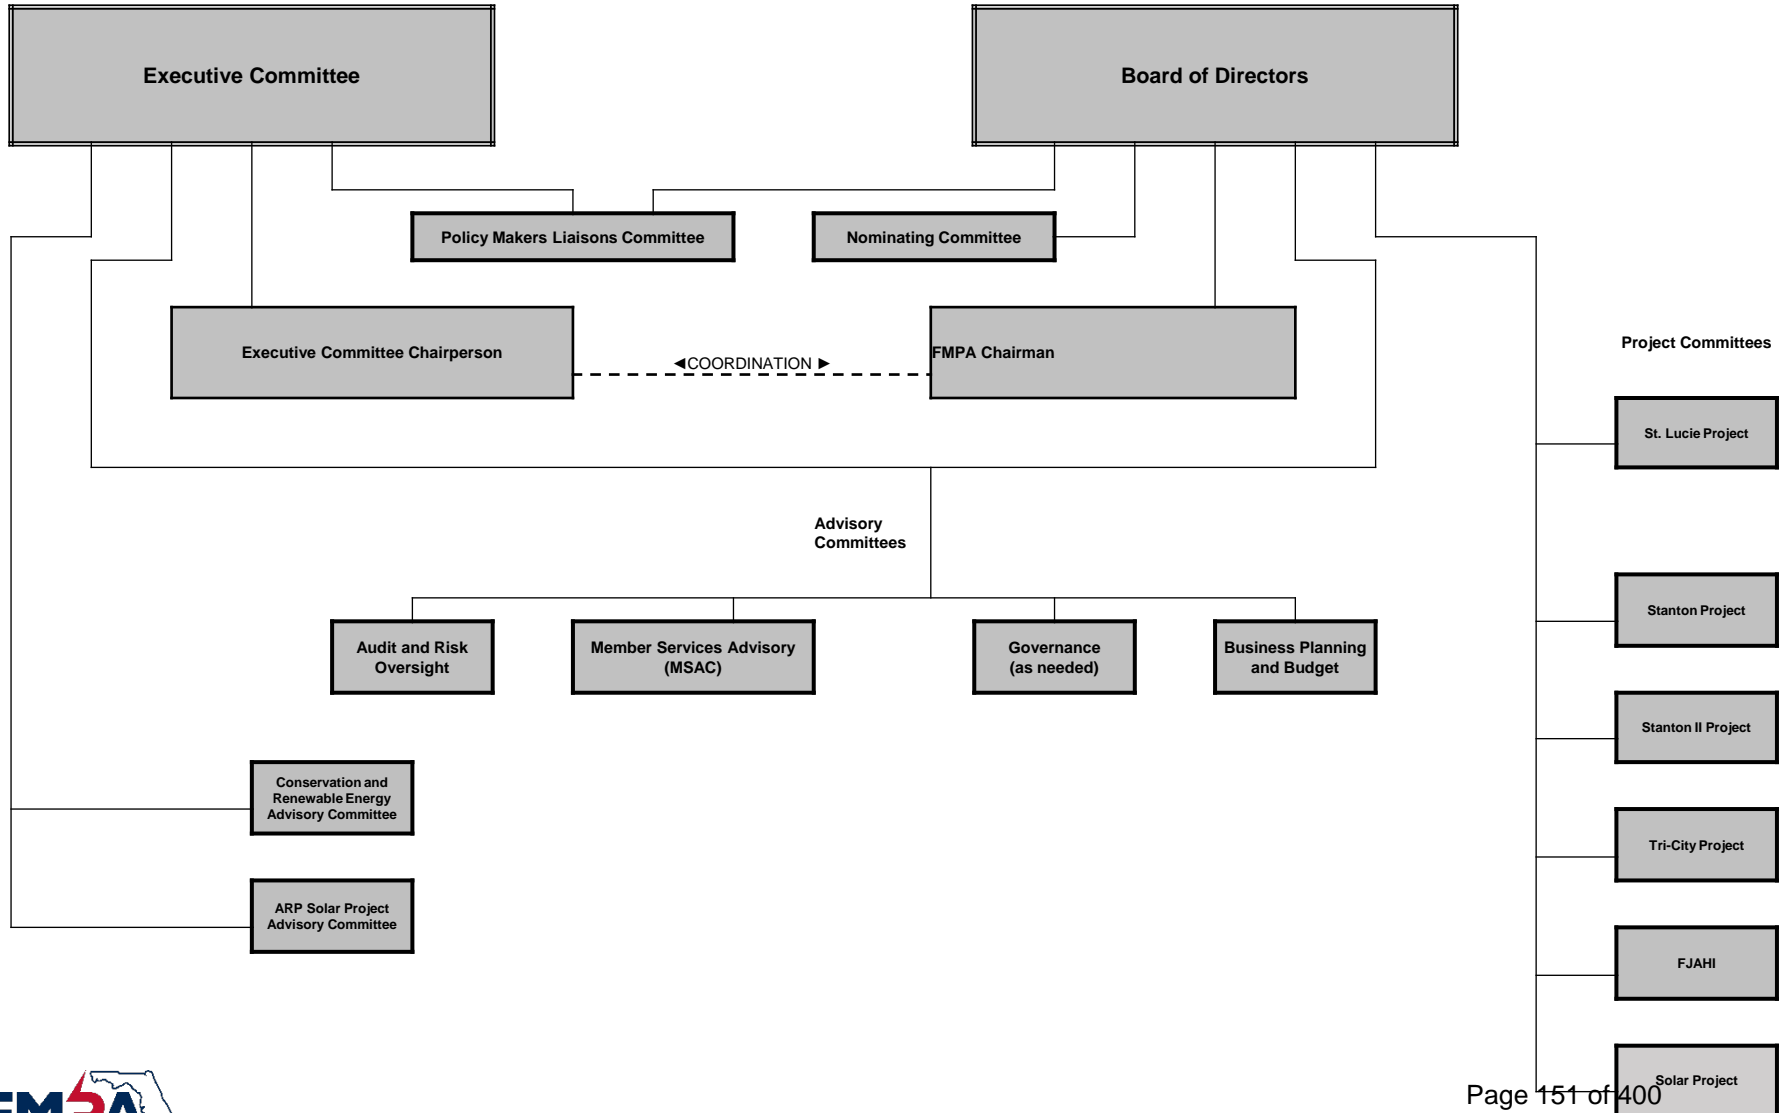 Executive Committee
Board of Directors
Policy Makers Liaisons Committee
Nominating Committee
Executive Committee Chairperson
◄COORDINATION ►
FMPA Chairman
Project Committees
St. Lucie Project
Advisory
Committees
Stanton Project
Audit and Risk
Oversight
Member Services Advisory
(MSAC)
Governance
(as needed)
Business Planning
and Budget
Stanton II Project
Conservation and
Renewable Energy
Advisory Committee
Tri-City Project
ARP Solar Project
Advisory Committee
FJAHI
Solar Project
Page 151 of 400
FMPA